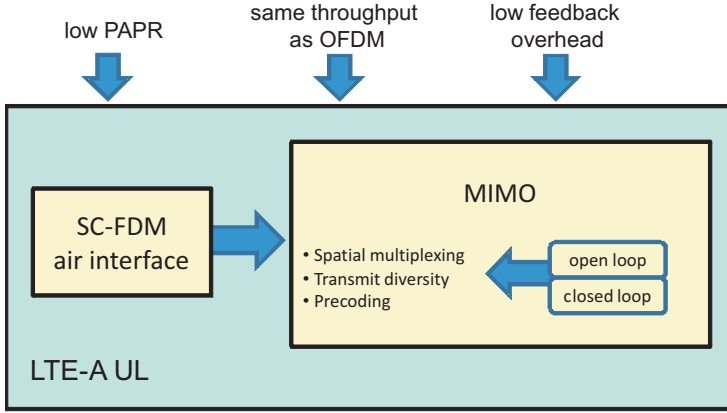 low PAPR
same throughput
as OFDM
low feedback
overhead
SC-FDM
air interface
MIMO
• Spatial multiplexing
• Transmit diversity
• Precoding
open loop
closed loop
LTE-A UL